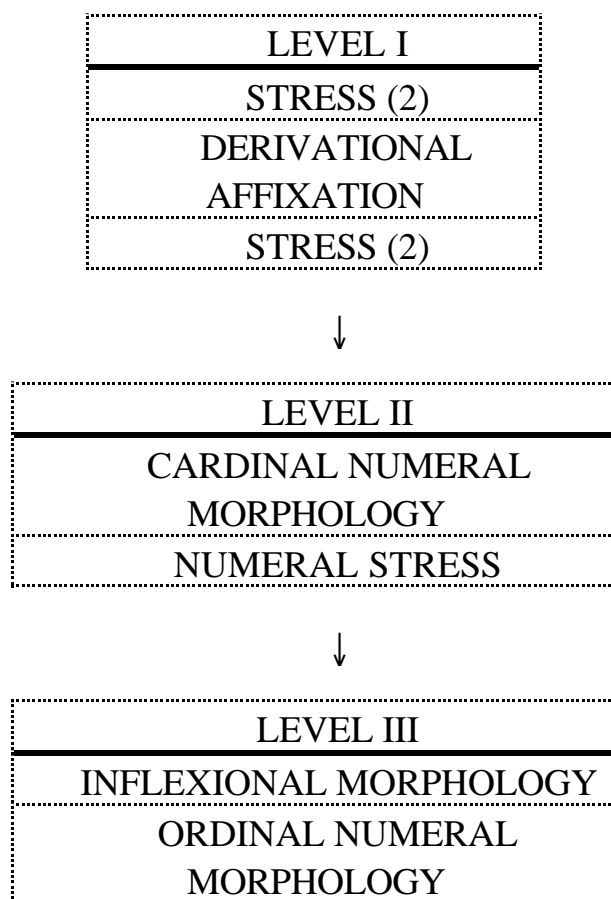 LEVEL I
STRESS (2)
DERIVATIONAL
AFFIXATION
STRESS (2)
↓
LEVEL II
CARDINAL NUMERAL
MORPHOLOGY
NUMERAL STRESS
↓
LEVEL III
INFLEXIONAL MORPHOLOGY
ORDINAL NUMERAL
MORPHOLOGY